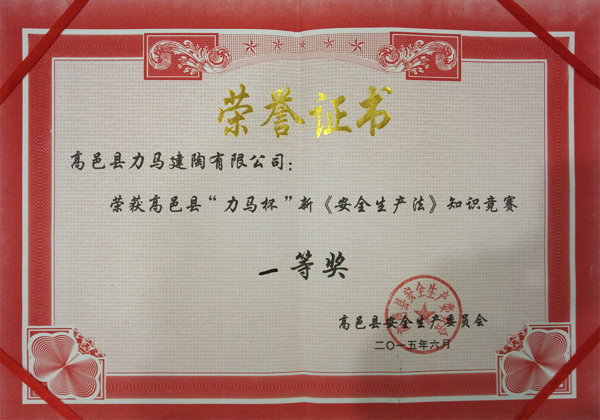 荣誉证书
高邑县力马建陶有限公司：
荣获高邑县“力马杯”新《安全生产法》知识竞赛
一等奖
高邑县安全生产委员会
二〇一五年六月